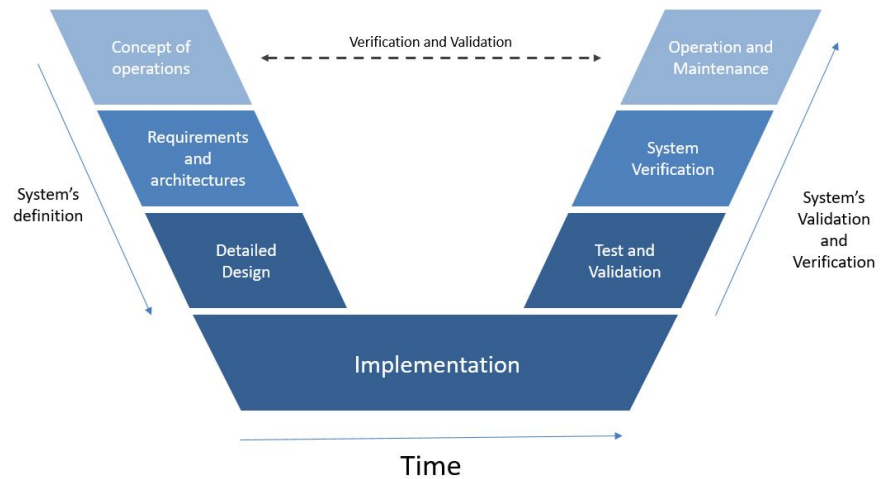 Concept of
operations
Verification and Validation
Operation and
Maintenance
Requirements
and
architectures
System
Verification
System's
definition
System's
Validation
and
Verification
Detailed
Design
Test and
Validation
Implementation
Time